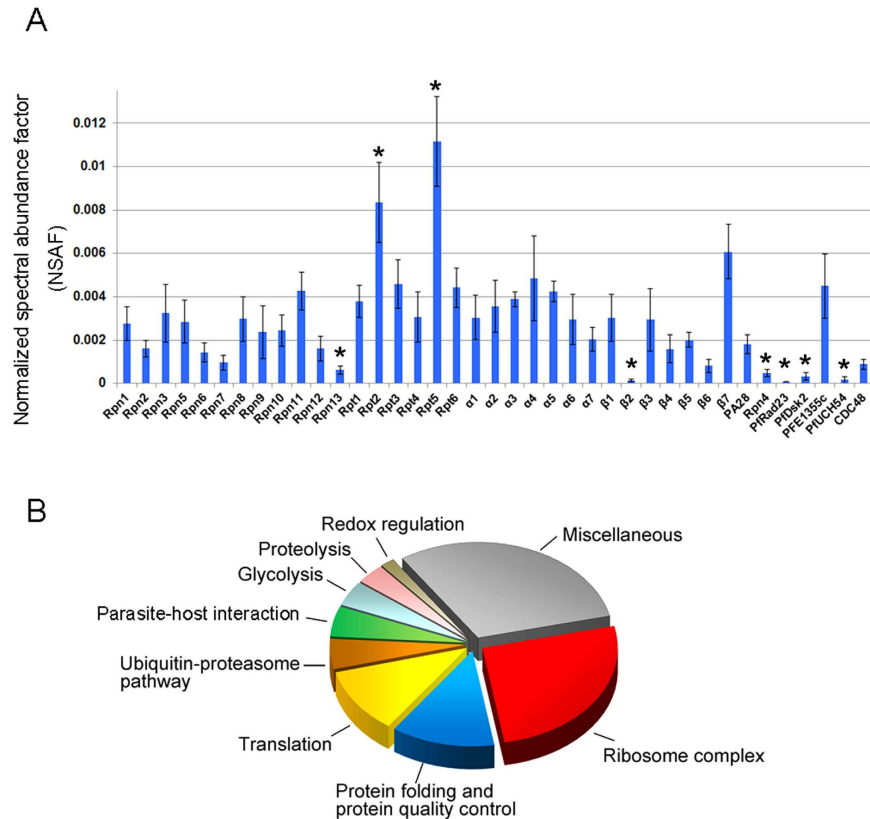 A
Normalized spectral abundance factor
(NSAF)
0.012
0.01
0.008
0.006
0.004
0.002
0
*
*
*
*
*
*
*
*
Rpn1
Rpn2
Rpn3
Rpn5
Rpn6
Rpn7
Rpn8
Rpn9
Rpn10
Rpn11
Rpn12
Rpn13
Rpt1
Rpt2
Rpt3
Rpt4
Rpt5
Rpt6
α1
α2
α3
α4
α5
α6
α7
β1
β2
β3
β4
β5
β6
β7
PA28
Rpn4
PfRad23
PfDsk2
PFE1355c
PfUCH54
CDC48
B
Redox regulation
Miscellaneous
Proteolysis
Glycolysis
Parasite-host interaction
Ubiquitin-proteasome
pathway
Translation
Ribosome complex
Protein folding and
protein quality control